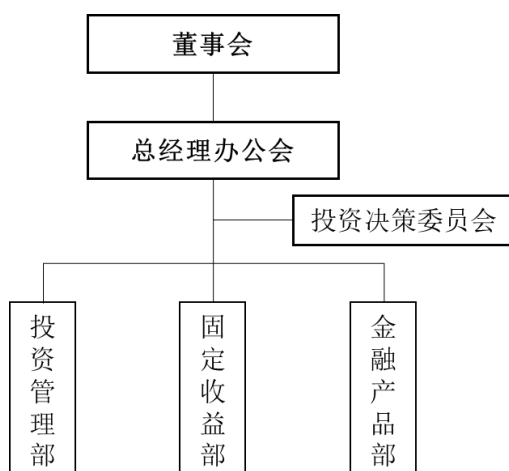 董事会
总经理办公会
投资决策委员会
投资管理部
固定收益部
金融产品部